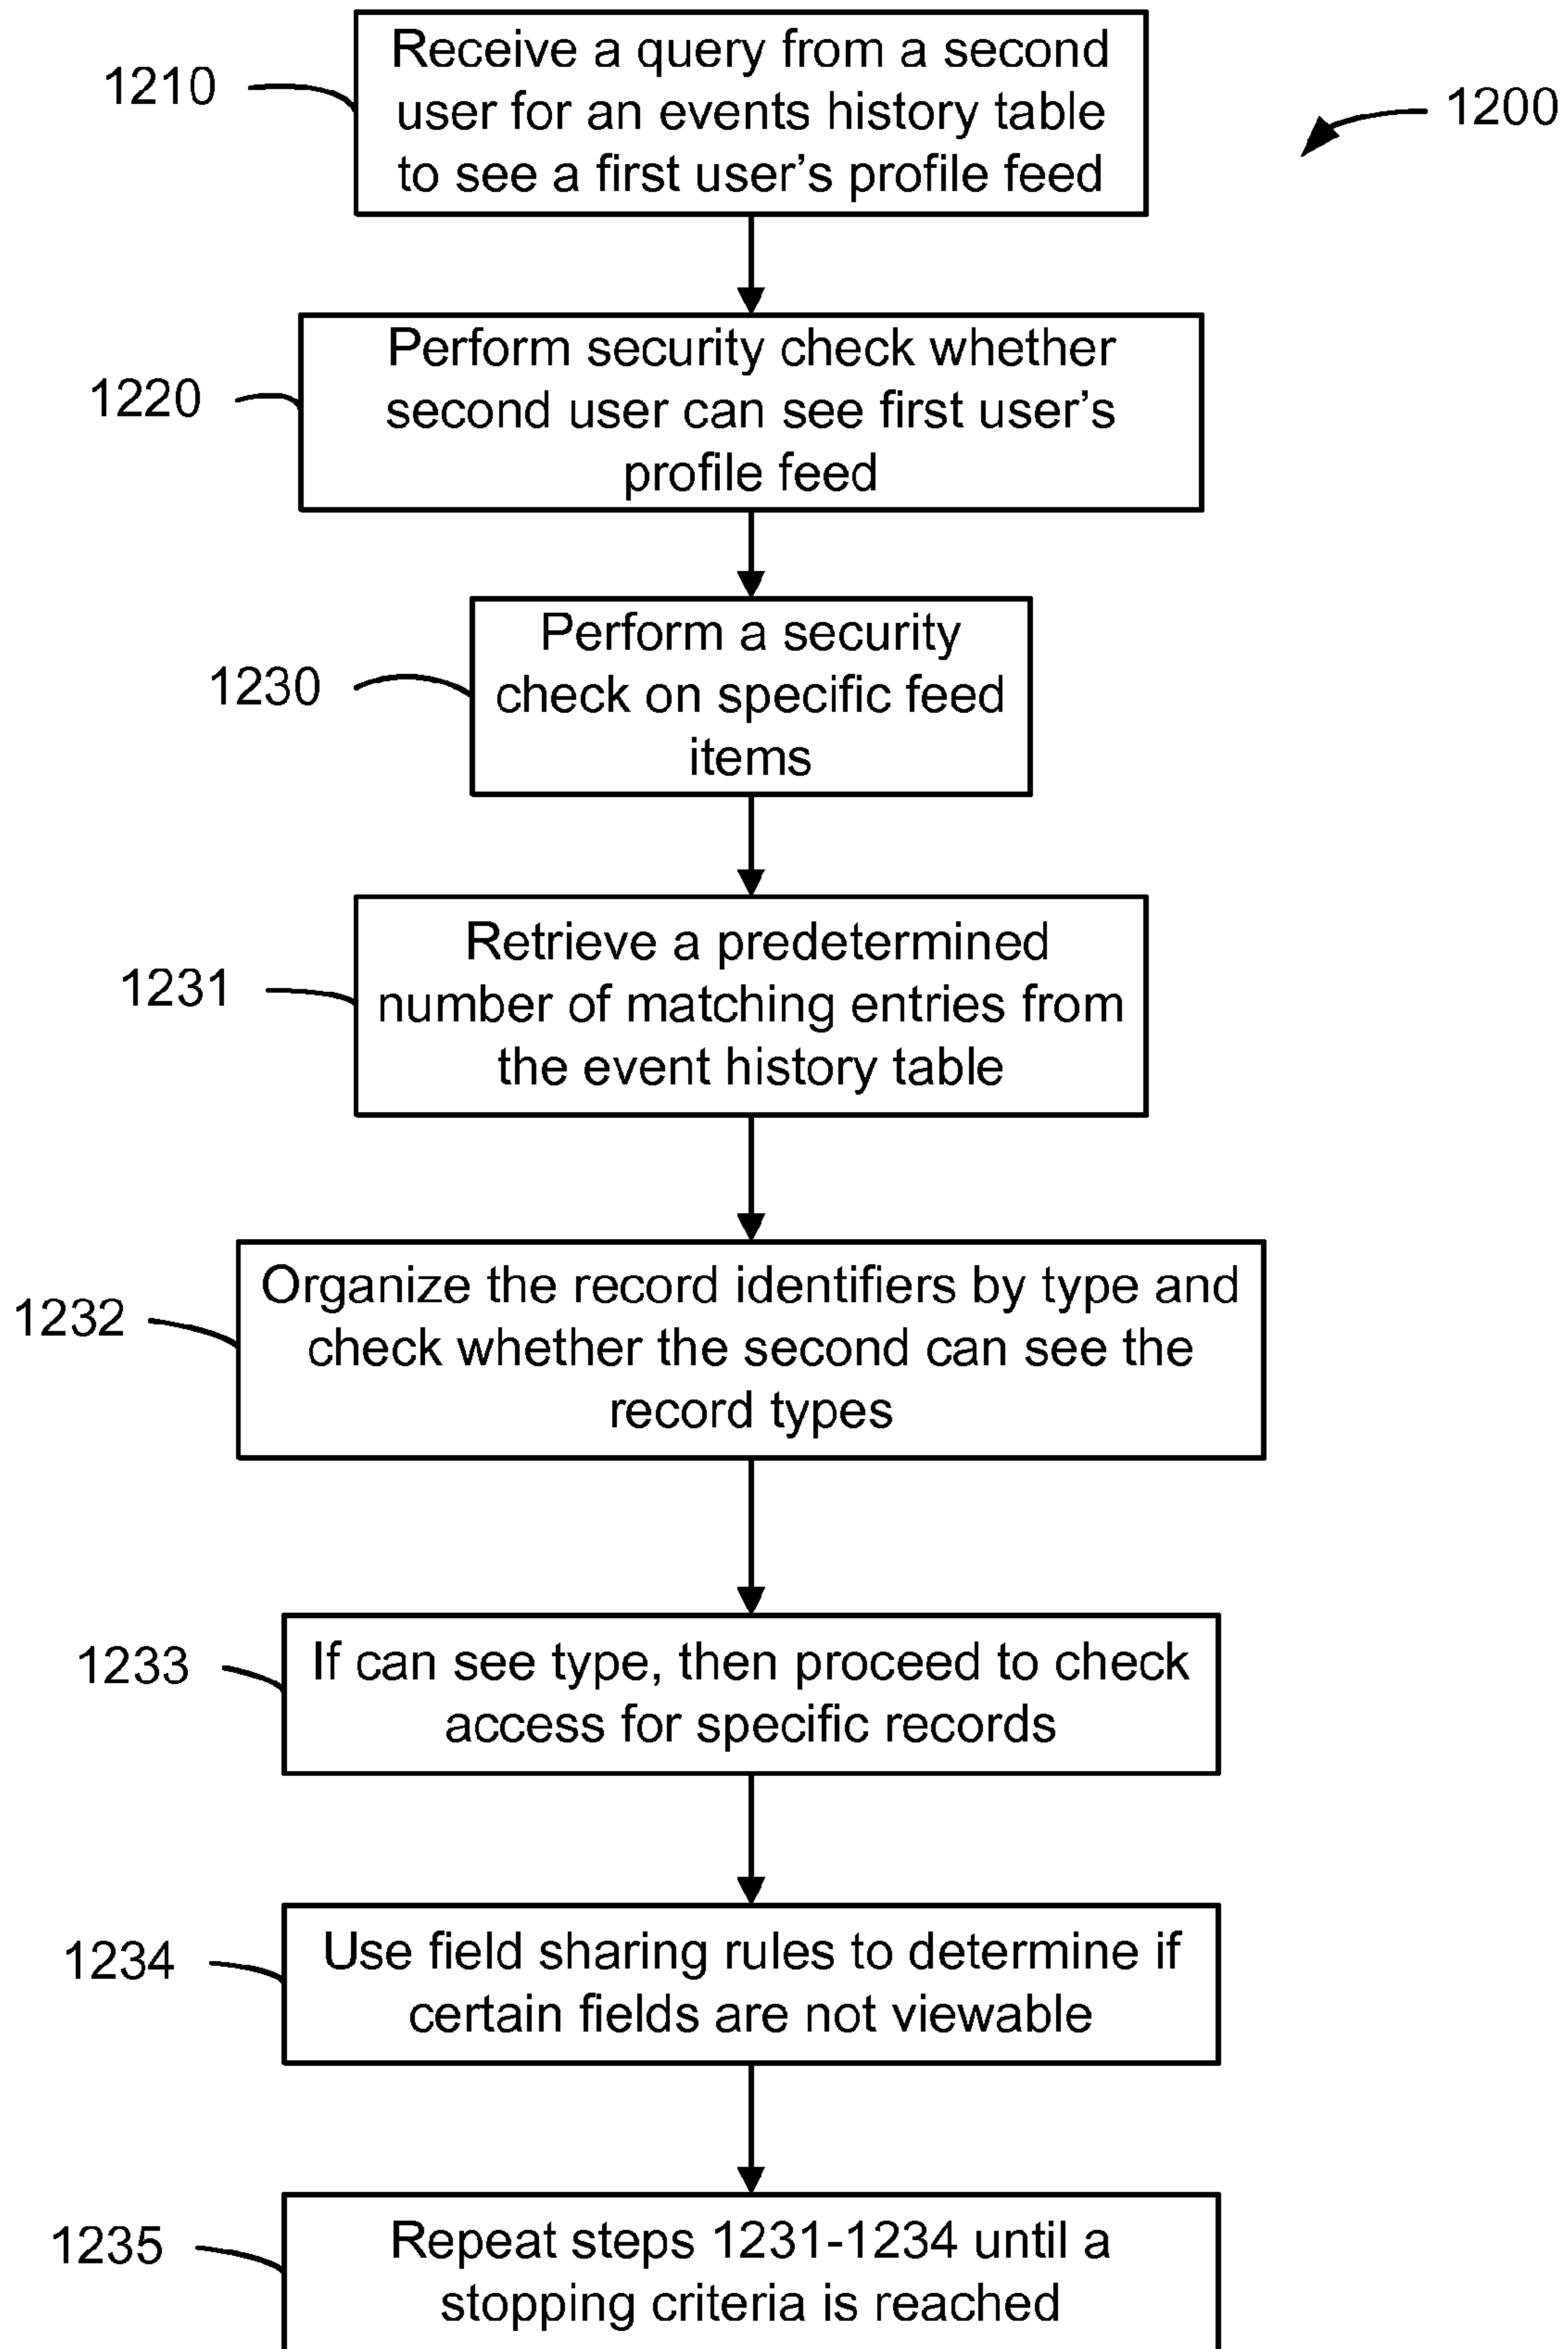 1200
1210
Receive a query from a second
user for an events history table
to see a first user's profile feed
1220
Perform security check whether
second user can see first user's
profile feed
1230
Perform a security
check on specific feed
items
1231
Retrieve a predetermined
number of matching entries from
the event history table
1232
Organize the record identifiers by type and
check whether the second can see the
record types
1233
If can see type, then proceed to check
access for specific records
1234
Use field sharing rules to determine if
certain fields are not viewable
1235
Repeat steps 1231-1234 until a
stopping criteria is reached